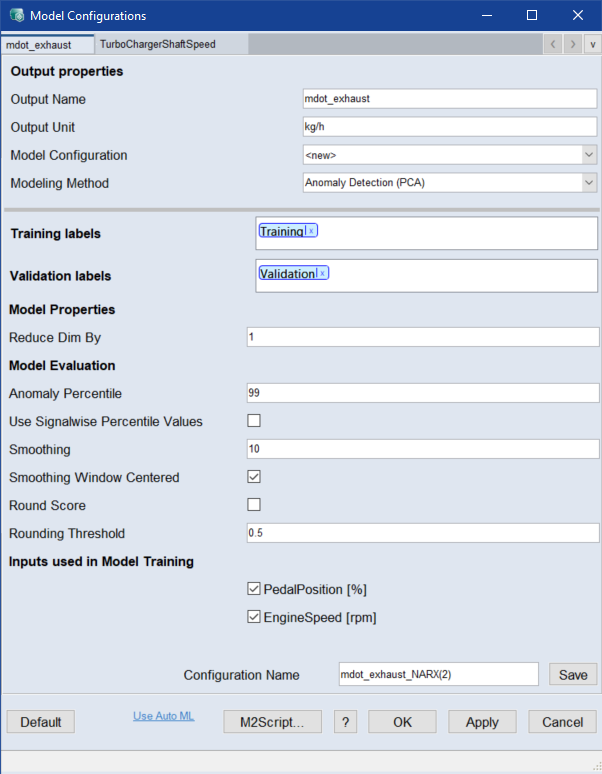 Model Configurations
mdot_exhaust TurboChargerShaftSpeed < > v
Output properties
Output Name mdot_exhaust
Output Unit kg/h
Model Configuration <new>
Modeling Method Anomaly Detection (PCA)
Training labels Training x
Validation labels Validation x
Model Properties
Reduce Dim By 1
Model Evaluation
Anomaly Percentile 99
Use Signalwise Percentile Values
Smoothing 10
Smoothing Window Centered
Round Score
Rounding Threshold 0.5
Inputs used in Model Training
PedalPosition [%]
EngineSpeed [rpm]
Configuration Name mdot_exhaust_NARX(2) Save
Default Use Auto ML M2Script... ? OK Apply Cancel